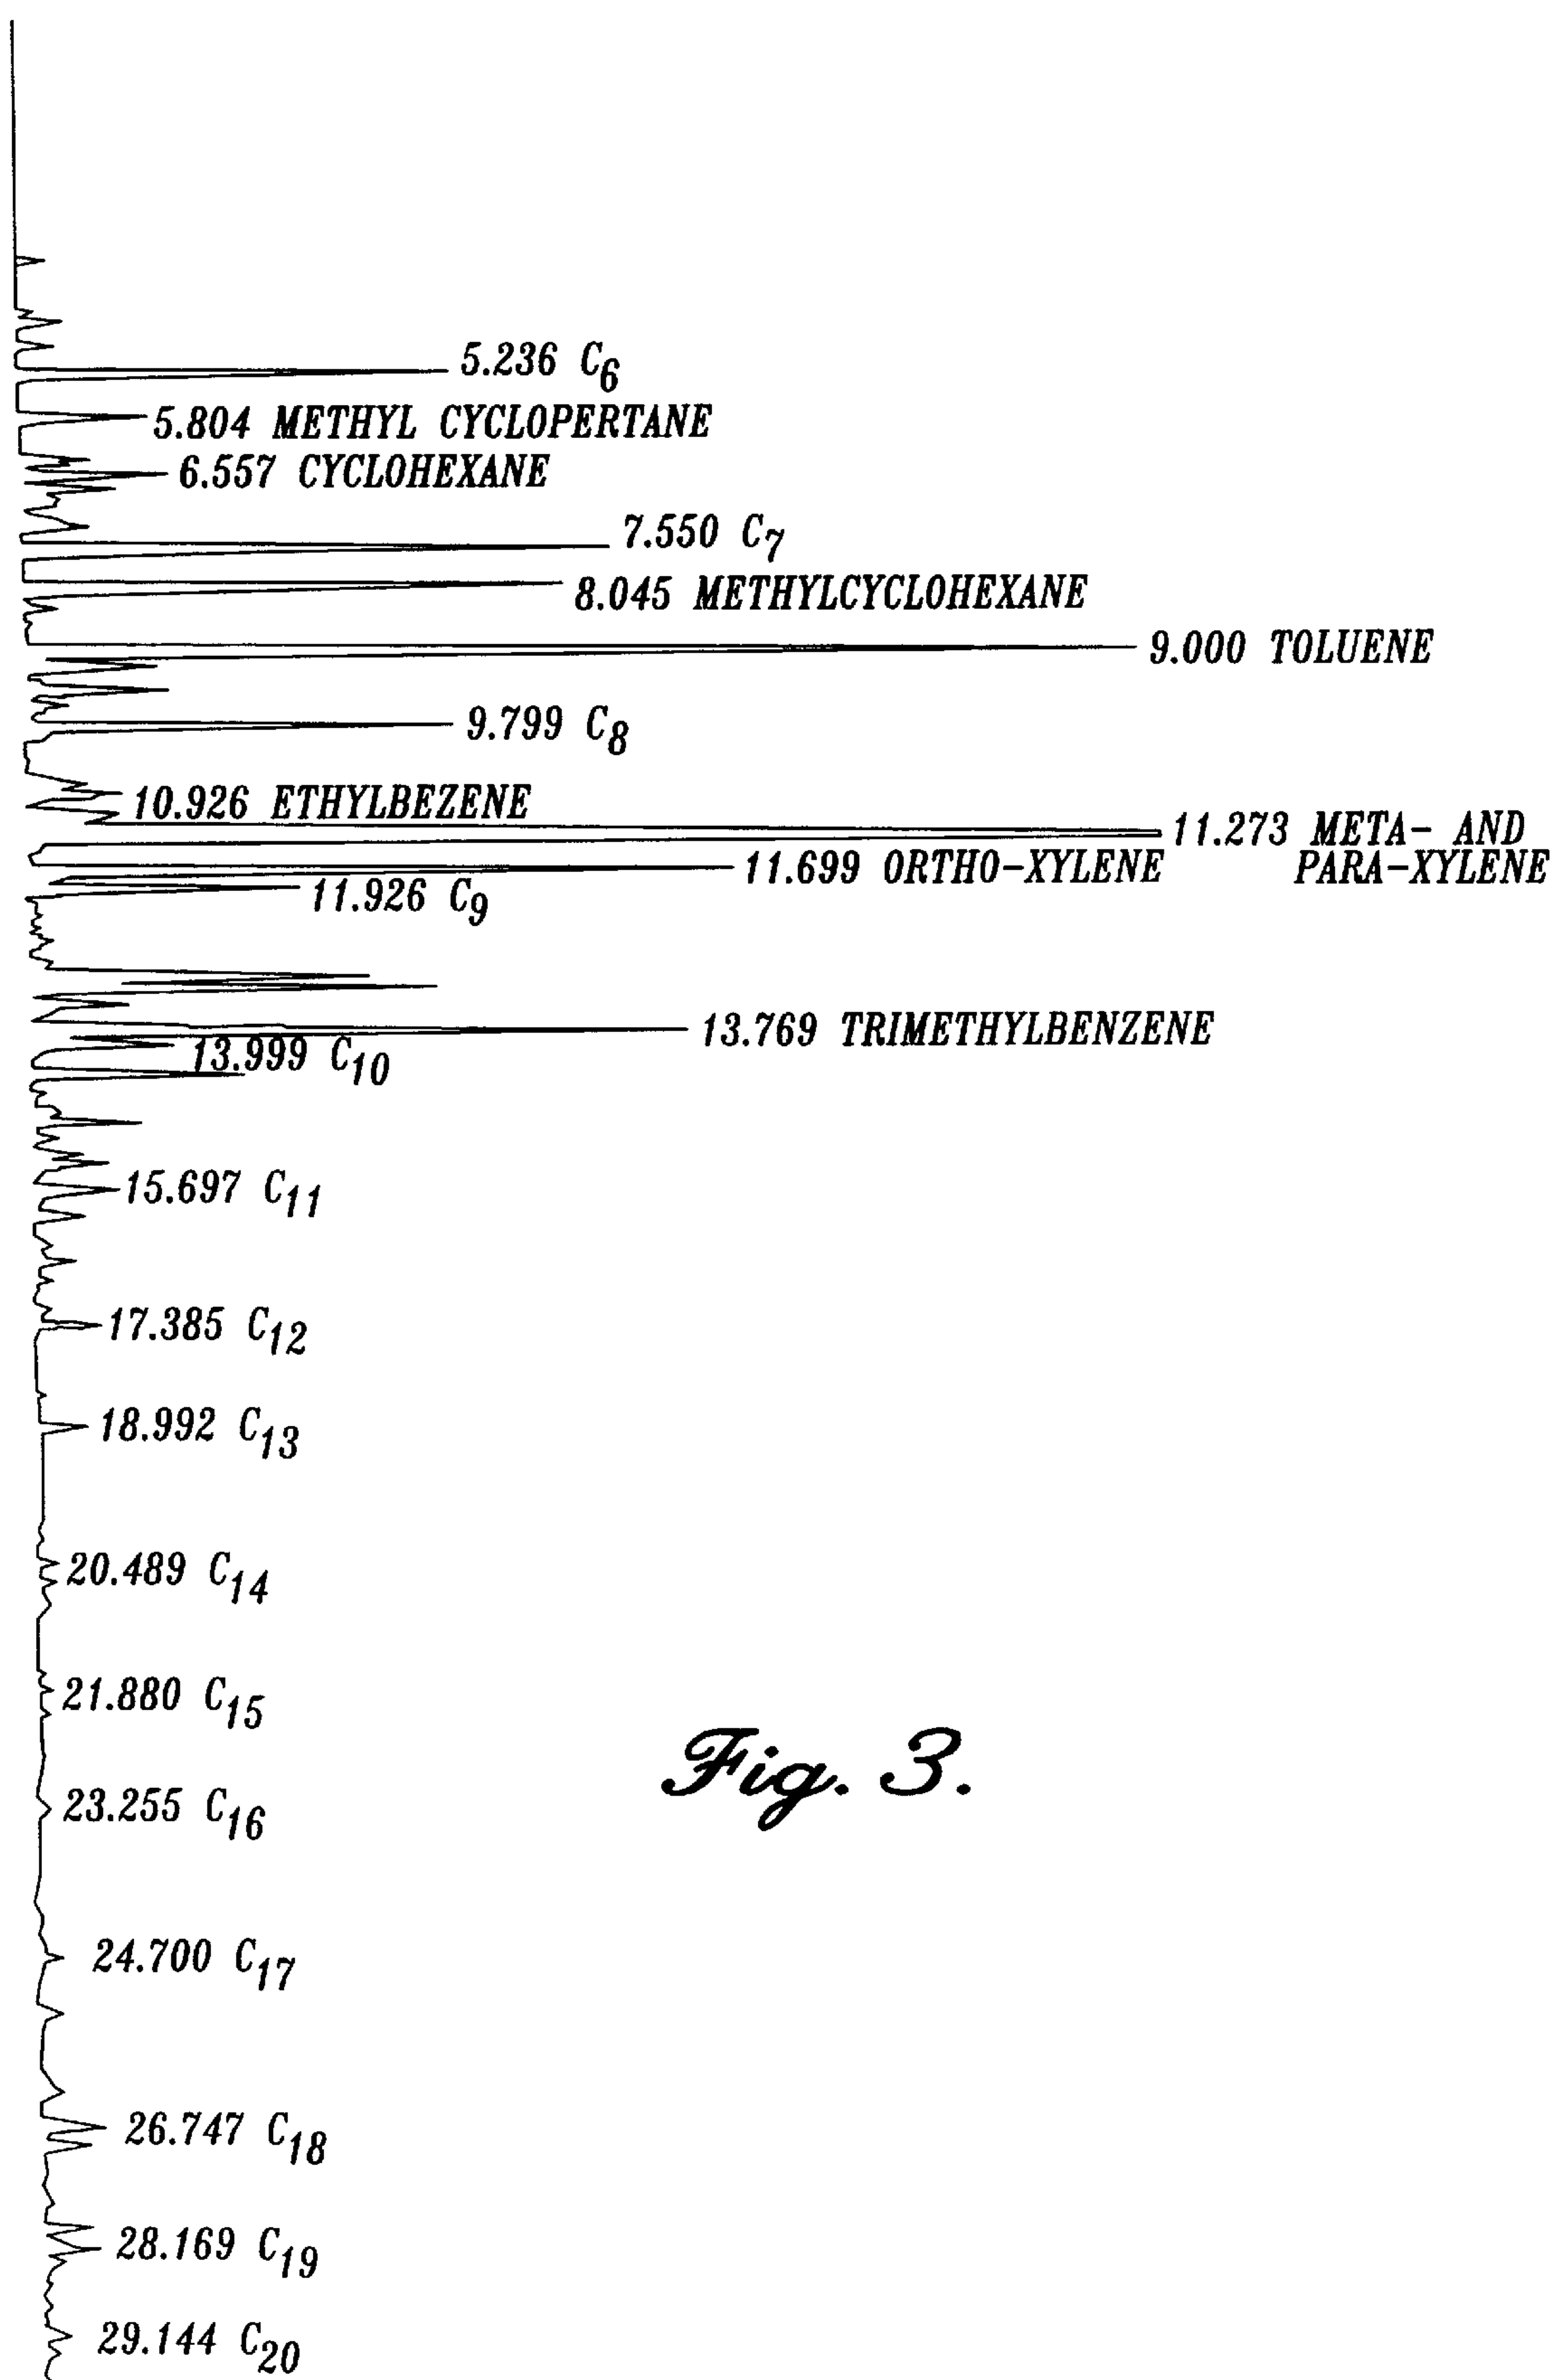 5.236 C6
5.804 METHYL CYCLOPERTANE
6.557 CYCLOHEXANE
7.550 C7
8.045 METHYLCYCLOHEXANE
9.000 TOLUENE
9.799 C8
10.926 ETHYLBEZENE
11.273 META- AND
PARA-XYLENE
11.699 ORTHO-XYLENE
11.926 C9
13.769 TRIMETHYLBENZENE
13.999 C10
15.697 C11
17.385 C12
18.992 C13
20.489 C14
21.880 C15
23.255 C16
24.700 C17
26.747 C18
28.169 C19
29.144 C20
Fig. 3.